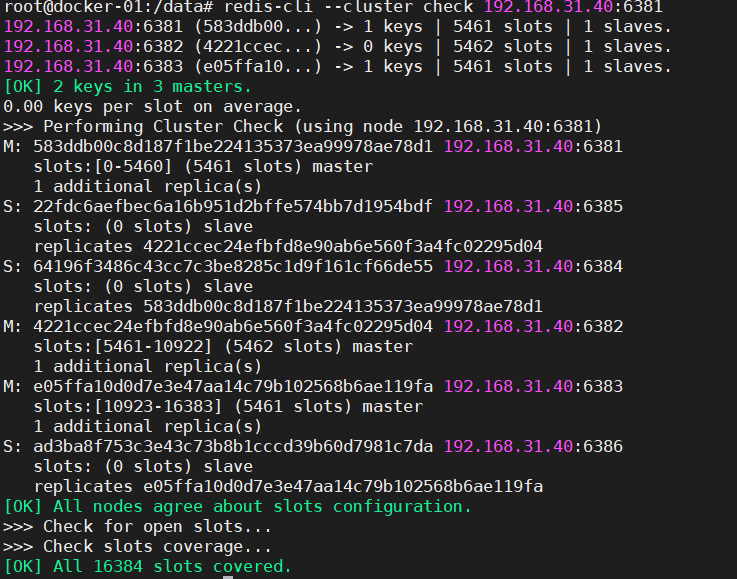 root@docker-01:/data# redis-cli --cluster check 192.168.31.40:6381
192.168.31.40:6381 (583ddb00...) -> 1 keys | 5461 slots | 1 slaves.
192.168.31.40:6382 (4221ccec...) -> 0 keys | 5462 slots | 1 slaves.
192.168.31.40:6383 (e05ffa10...) -> 1 keys | 5461 slots | 1 slaves.
[OK] 2 keys in 3 masters.
0.00 keys per slot on average.
>>> Performing Cluster Check (using node 192.168.31.40:6381)
M: 583ddb00c8d187f1be224135373ea99978ae78d1 192.168.31.40:6381
   slots:[0-5460] (5461 slots) master
   1 additional replica(s)
S: 22fdc6aefbec6a16b951d2bffe574bb7d1954bdf 192.168.31.40:6385
   slots: (0 slots) slave
   replicates 4221ccec24efbfd8e90ab6e560f3a4fc02295d04
S: 64196f3486c43cc7c3be8285c1d9f161cf66de55 192.168.31.40:6384
   slots: (0 slots) slave
   replicates 583ddb00c8d187f1be224135373ea99978ae78d1
M: 4221ccec24efbfd8e90ab6e560f3a4fc02295d04 192.168.31.40:6382
   slots:[5461-10922] (5462 slots) master
   1 additional replica(s)
M: e05ffa10d0d7e3e47aa14c79b102568b6ae119fa 192.168.31.40:6383
   slots:[10923-16383] (5461 slots) master
   1 additional replica(s)
S: ad3ba8f753c3e43c73b8b1cccd39b60d7981c7da 192.168.31.40:6386
   slots: (0 slots) slave
   replicates e05ffa10d0d7e3e47aa14c79b102568b6ae119fa
[OK] All nodes agree about slots configuration.
>>> Check for open slots...
>>> Check slots coverage...
[OK] All 16384 slots covered.